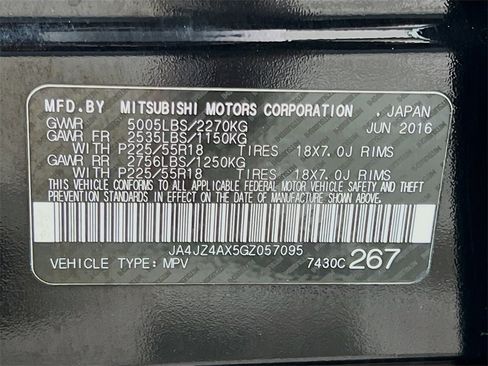 MFD.BY MITSUBISHI MOTORS CORPORATION , JAPAN
GVWR 5005LBS/2270KG JUN 2016
GAWR FR 2535LBS/1150KG
WITH P225/55R18 TIRES 18X7.0J RIMS
GAWR RR 2756LBS/1250KG
WITH P225/55R18 TIRES 18X7.0J RIMS
THIS VEHICLE CONFORMS TO ALL APPLICABLE FEDERAL MOTOR VEHICLE SAFETY AND
THEFT PREVENTION STANDARDS IN EFFECT ON THE DATE OF MANUFACTURE SHOWN ABOVE.
JA4JZ4AX5GZ057095
VEHICLE TYPE: MPV 7430C 267